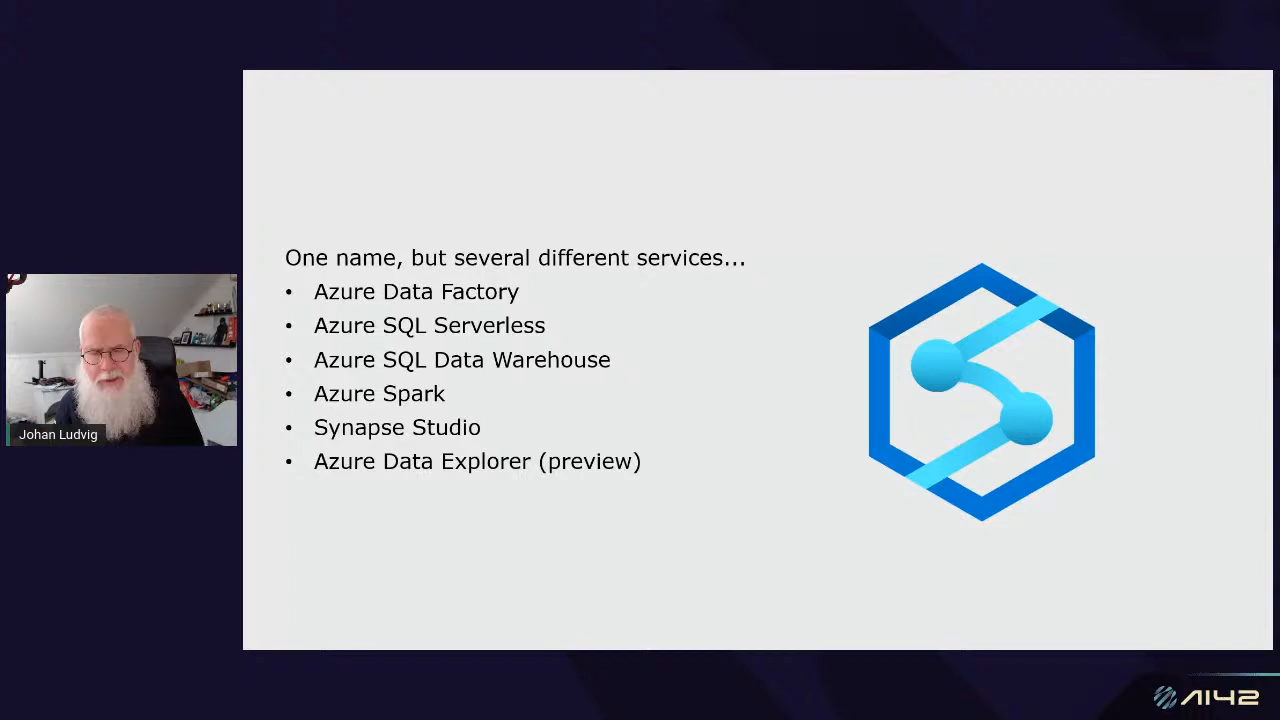 One name, but several different services...
• Azure Data Factory
• Azure SQL Serverless
• Azure SQL Data Warehouse
• Azure Spark
• Synapse Studio
• Azure Data Explorer (preview)
Johan Ludvig
AI42